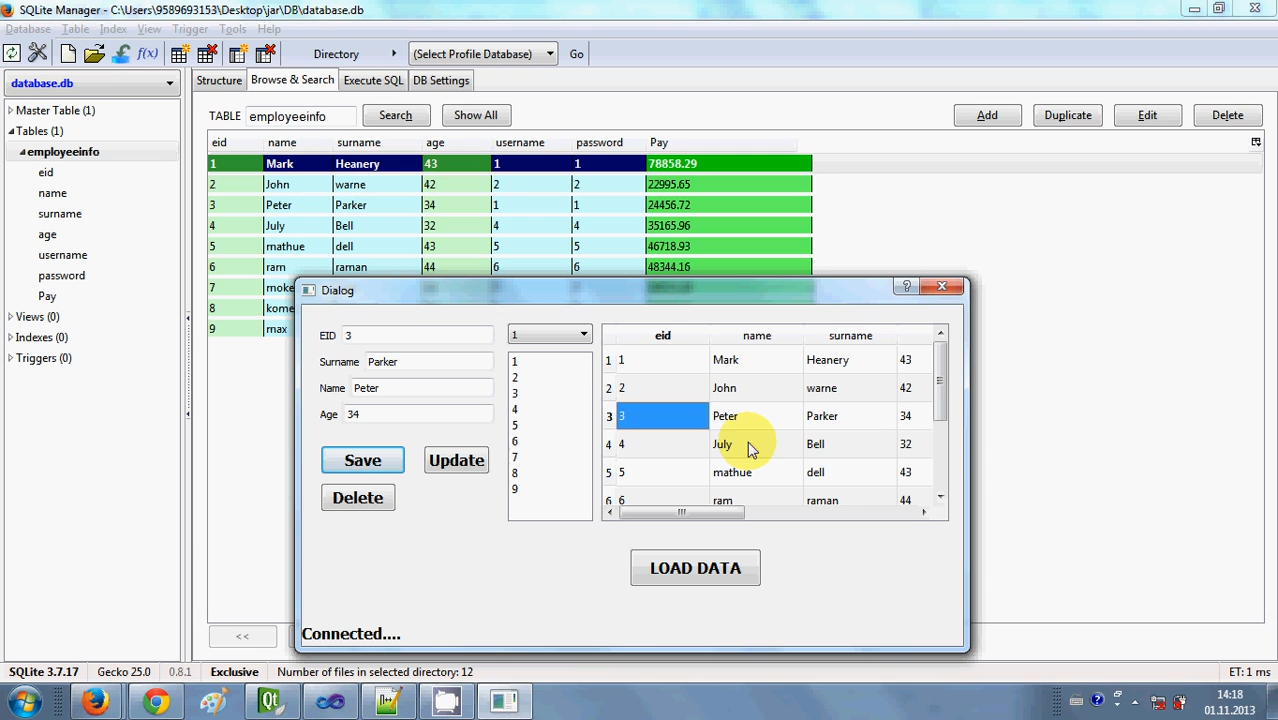 SQLite Manager - C:\Users\9589693153\Desktop\jar\DB\database.db
Database Table Index View Trigger Tools Help
f(x) Directory (Select Profile Database) Go
database.db
Structure Browse & Search Execute SQL DB Settings
Master Table (1)
Tables (1)
employeeinfo
eid
name
surname
age
username
password
Pay
Views (0)
Indexes (0)
Triggers (0)
TABLE employeeinfo Search Show All Add Duplicate Edit Delete
eid name surname age username password Pay
1 Mark Heanery 43 1 1 78858.29
2 John warne 42 2 2 22995.65
3 Peter Parker 34 1 1 24456.72
4 July Bell 32 4 4 35165.96
5 mathue dell 43 5 5 46718.93
6 ram raman 44 6 6 48344.16
7 moke
8 kome
9 max
<<
Dialog ?
EID 3
Surname Parker
Name Peter
Age 34
Save Update
Delete
1
1
2
3
4
5
6
7
8
9
eid name surname
1 1 Mark Heanery 43
2 2 John warne 42
3 3 Peter Parker 34
4 4 July Bell 32
5 5 mathue dell 43
6 6 ram raman 44
LOAD DATA
Connected....
SQLite 3.7.17 Gecko 25.0 0.8.1 Exclusive Number of files in selected directory: 12 ET: 1 ms
Qt
14:18
01.11.2013